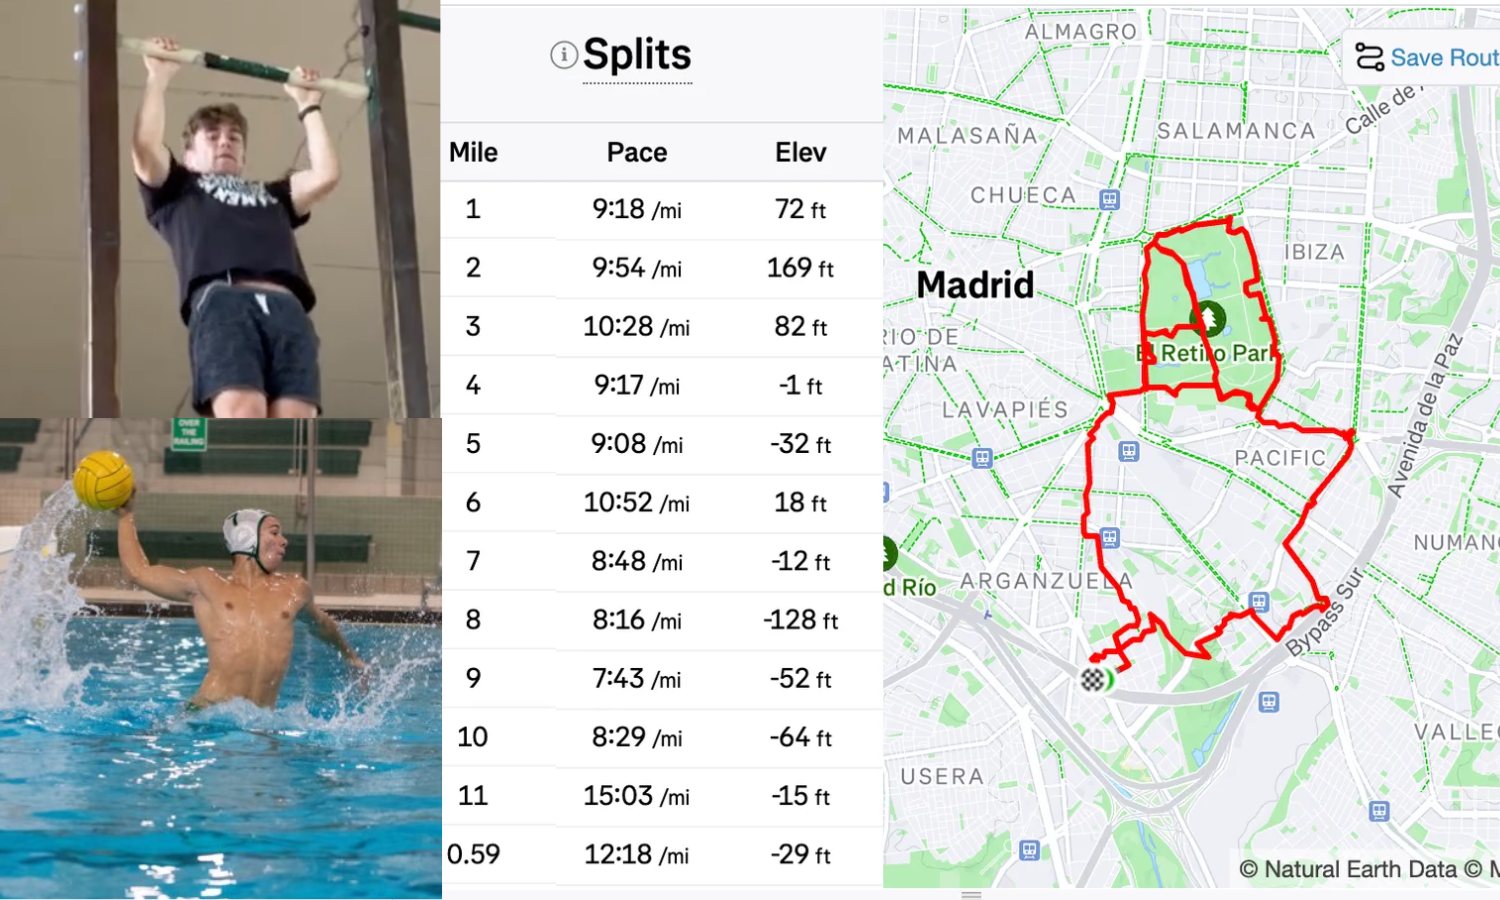 OVER
THE
RAILING
Splits
Mile Pace Elev
1 9:18 /mi 72 ft
2 9:54 /mi 169 ft
3 10:28 /mi 82 ft
4 9:17 /mi -1 ft
5 9:08 /mi -32 ft
6 10:52 /mi 18 ft
7 8:48 /mi -12 ft
8 8:16 /mi -128 ft
9 7:43 /mi -52 ft
10 8:29 /mi -64 ft
11 15:03 /mi -15 ft
0.59 12:18 /mi -29 ft
ALMAGRO
Save Rout
Calle de
MALASAÑA
SALAMANCA
CHUECA
IBIZA
Madrid
RIO DE
ATINA
El Retiro Park
LAVAPIÉS
Avenida de la Paz
PACIFIC
NUMANC
d Río
ARGANZUELA
Bypass Sur
VALLEC
USERA
© Natural Earth Data © M